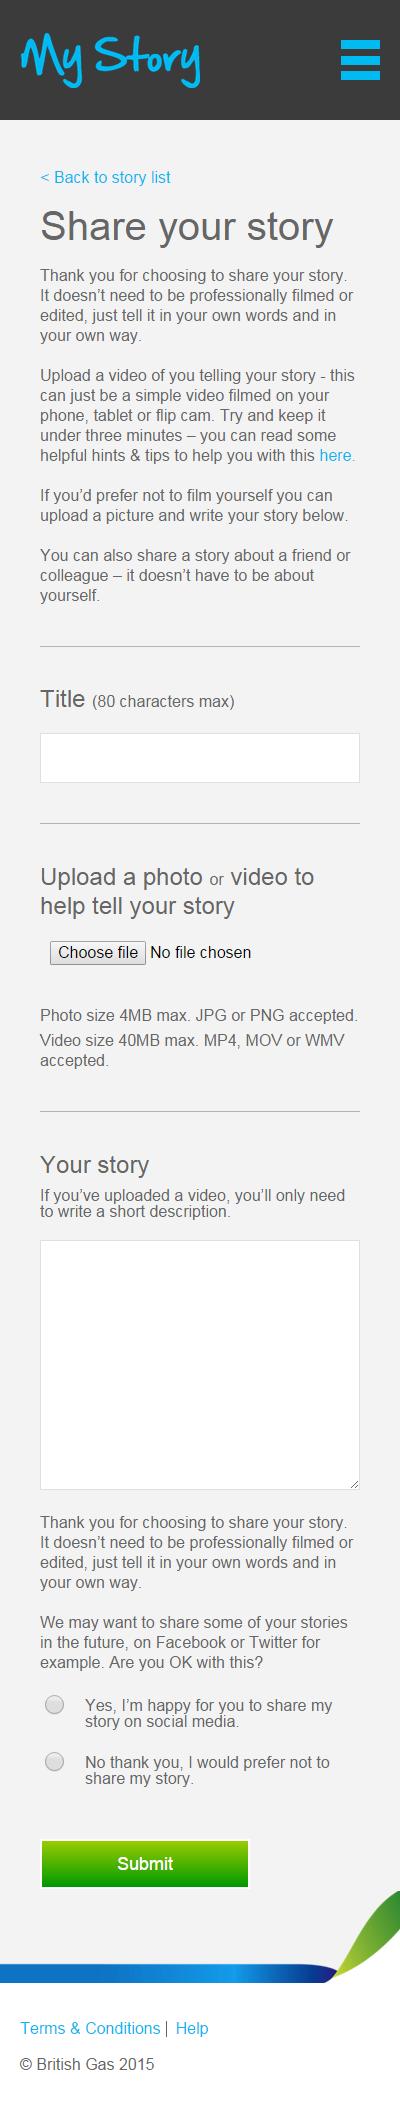 My Story
< Back to story list
Share your story
Thank you for choosing to share your story.
It doesn’t need to be professionally filmed or
edited, just tell it in your own words and in
your own way.
Upload a video of you telling your story - this
can just be a simple video filmed on your
phone, tablet or flip cam. Try and keep it
under three minutes – you can read some
helpful hints & tips to help you with this here.
If you’d prefer not to film yourself you can
upload a picture and write your story below.
You can also share a story about a friend or
colleague – it doesn’t have to be about
yourself.
Title (80 characters max)
Upload a photo or video to
help tell your story
Choose file No file chosen
Photo size 4MB max. JPG or PNG accepted.
Video size 40MB max. MP4, MOV or WMV
accepted.
Your story
If you’ve uploaded a video, you’ll only need
to write a short description.
Thank you for choosing to share your story.
It doesn’t need to be professionally filmed or
edited, just tell it in your own words and in
your own way.
We may want to share some of your stories
in the future, on Facebook or Twitter for
example. Are you OK with this?
Yes, I’m happy for you to share my
story on social media.
No thank you, I would prefer not to
share my story.
Submit
Terms & Conditions | Help
© British Gas 2015